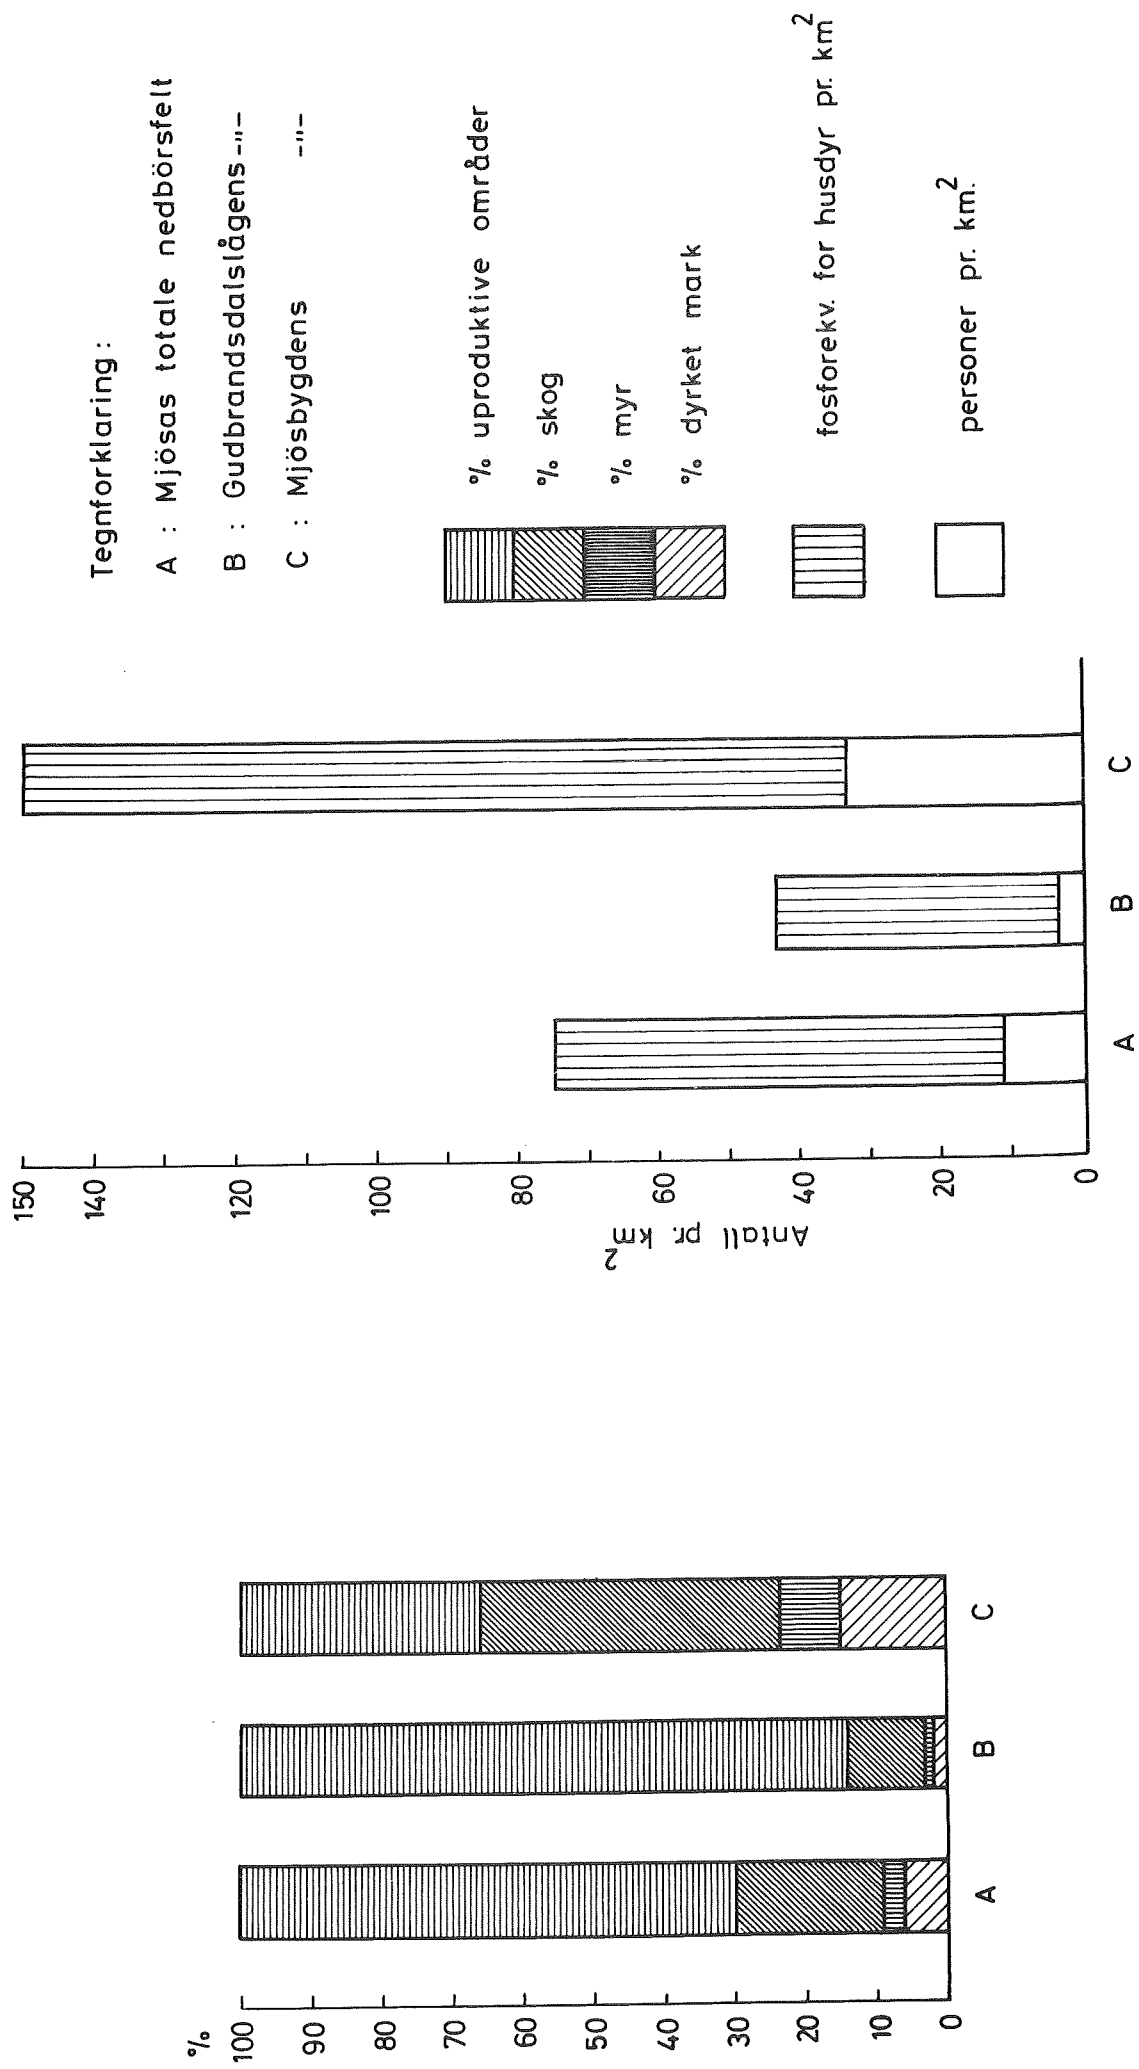 %
100
90
80
70
60
50
40
30
20
10
0
A
B
C
Antall pr. km2
150
140
120
100
80
60
40
20
0
A
B
C
Tegnforklaring :
A : Mjösas totale nedbörsfelt
B : Gudbrandsdalslågens -"-
C : Mjösbygdens -"-
% uproduktive områder
% skog
% myr
% dyrket mark
fosforekv. for husdyr pr. km2
personer pr. km.2